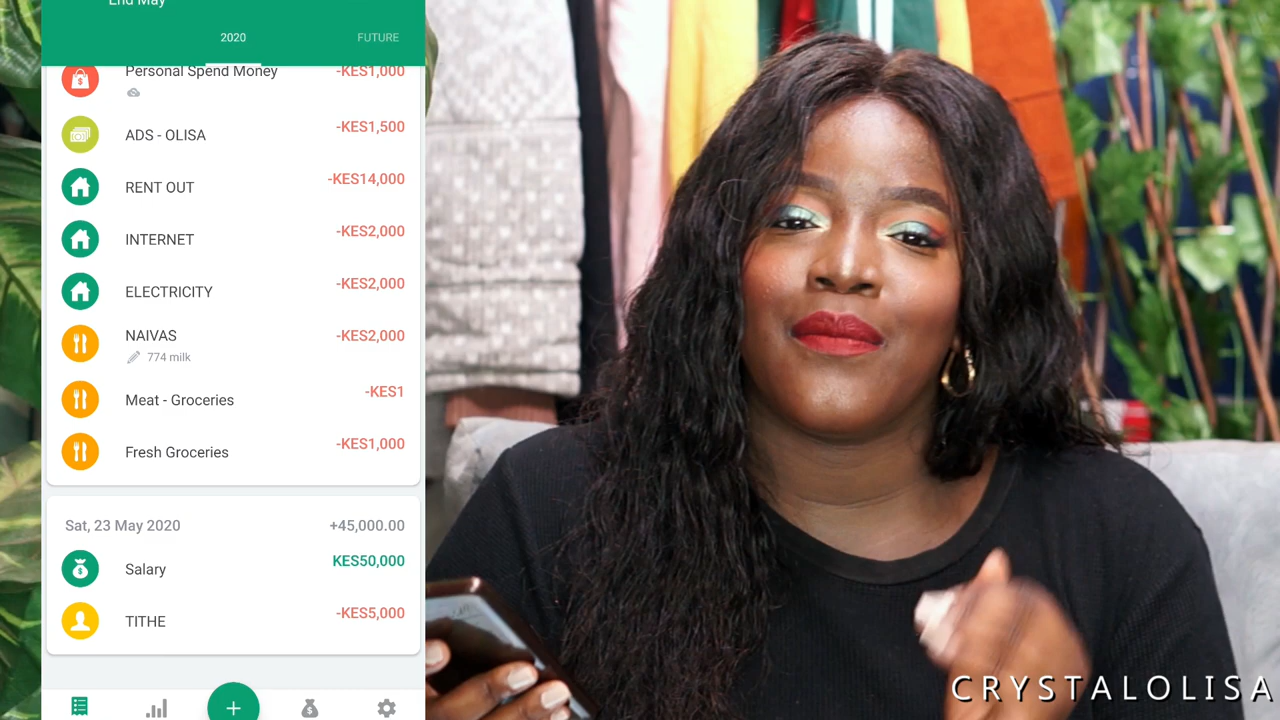 End May
2020
FUTURE
Personal Spend Money
-KES1,000
ADS - OLISA
-KES1,500
RENT OUT
-KES14,000
INTERNET
-KES2,000
ELECTRICITY
-KES2,000
NAIVAS
-KES2,000
774 milk
Meat - Groceries
-KES1
Fresh Groceries
-KES1,000
Sat, 23 May 2020
+45,000.00
Salary
KES50,000
TITHE
-KES5,000
CRYSTALOLISA